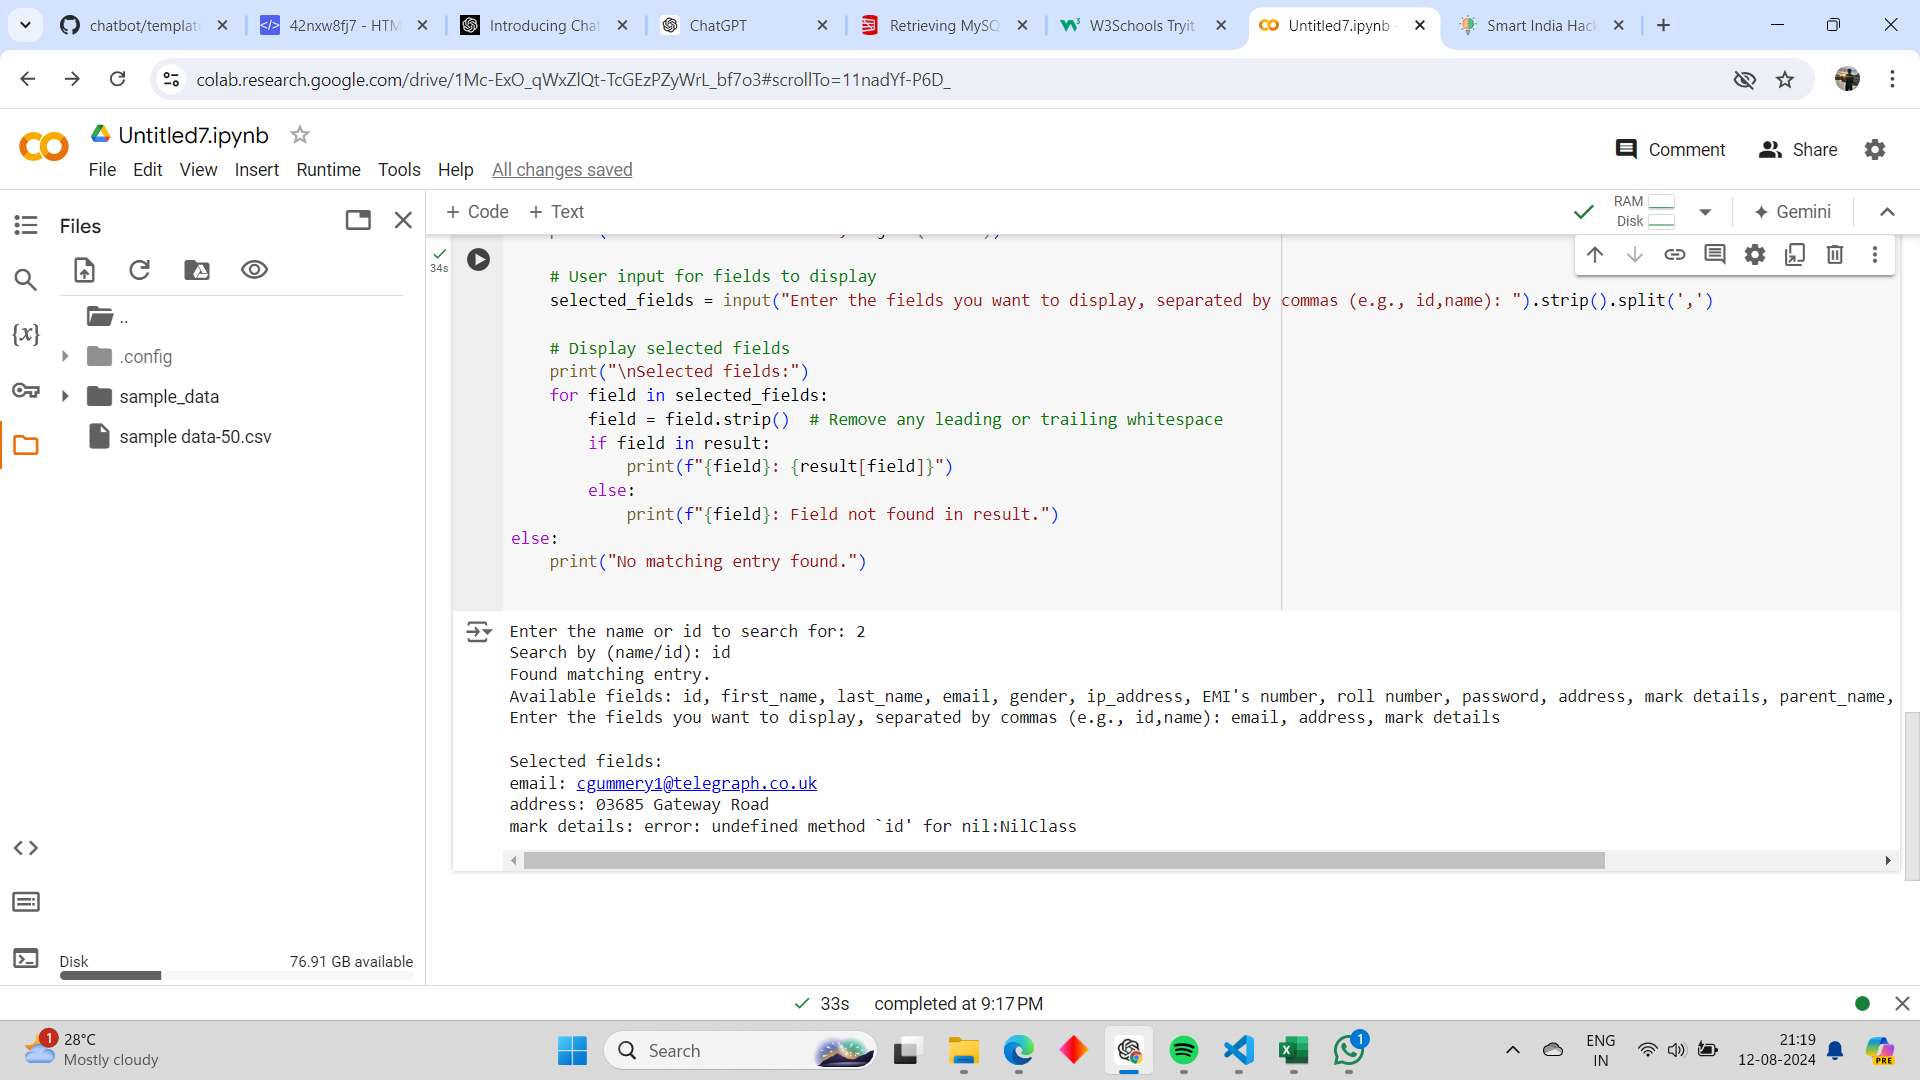 chatbot/template
42nxw8fj7 - HTM
Introducing Chat
ChatGPT
Retrieving MySQ
W3Schools Tryit
Untitled7.ipynb -
Smart India Hack
colab.research.google.com/drive/1Mc-ExO_qWxZlQt-TcGEzPZyWrL_bf7o3#scrollTo=11nadYf-P6D_
Untitled7.ipynb
Comment
Share
File Edit View Insert Runtime Tools Help All changes saved
Files
+ Code + Text
RAM
Disk
Gemini
34s
# User input for fields to display
selected_fields = input("Enter the fields you want to display, separated by commas (e.g., id,name): ").strip().split(',')
# Display selected fields
print("\nSelected fields:")
for field in selected_fields:
field = field.strip() # Remove any leading or trailing whitespace
if field in result:
print(f"{field}: {result[field]}")
else:
print(f"{field}: Field not found in result.")
else:
print("No matching entry found.")
..
.config
sample_data
sample data-50.csv
{x}
Enter the name or id to search for: 2
Search by (name/id): id
Found matching entry.
Available fields: id, first_name, last_name, email, gender, ip_address, EMI's number, roll number, password, address, mark details, parent_name,
Enter the fields you want to display, separated by commas (e.g., id,name): email, address, mark details
Selected fields:
email: cgummery1@telegraph.co.uk
address: 03685 Gateway Road
mark details: error: undefined method `id' for nil:NilClass
Disk
76.91 GB available
33s completed at 9:17 PM
1
28°C
Mostly cloudy
Search
1
ENG
IN
21:19
12-08-2024
PRE